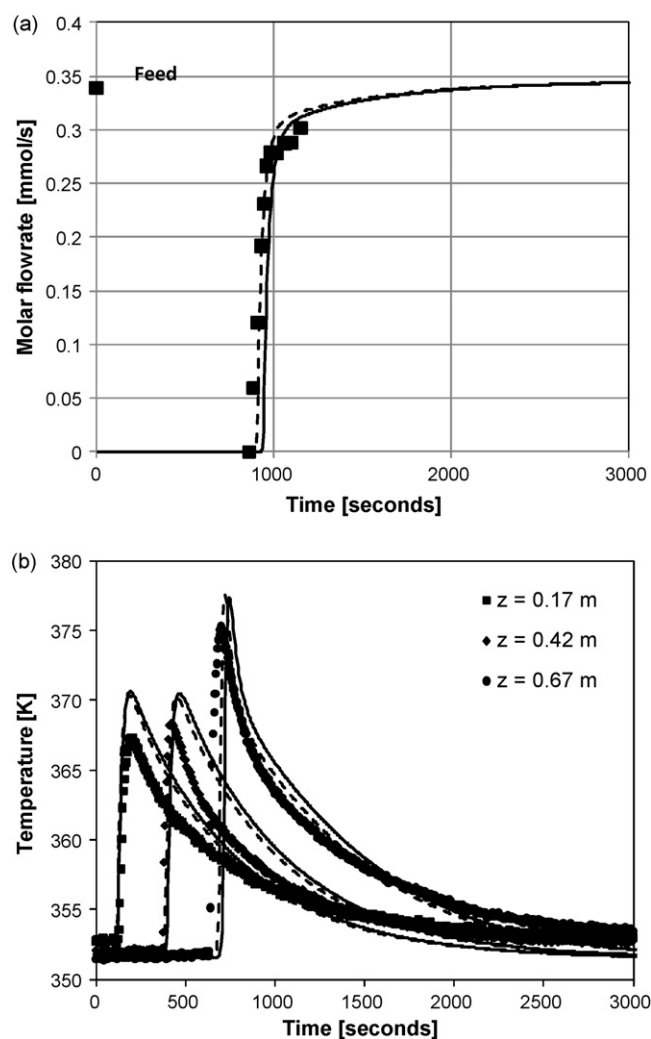 (a)
0.4
0.35
0.3
0.25
0.2
0.15
0.1
0.05
0
Feed
Molar flowrate [mmol/s]
0 1000 2000 3000
Time [seconds]
(b)
380
375
370
365
360
355
350
z = 0.17 m
z = 0.42 m
z = 0.67 m
Temperature [K]
0 500 1000 1500 2000 2500 3000
Time [seconds]